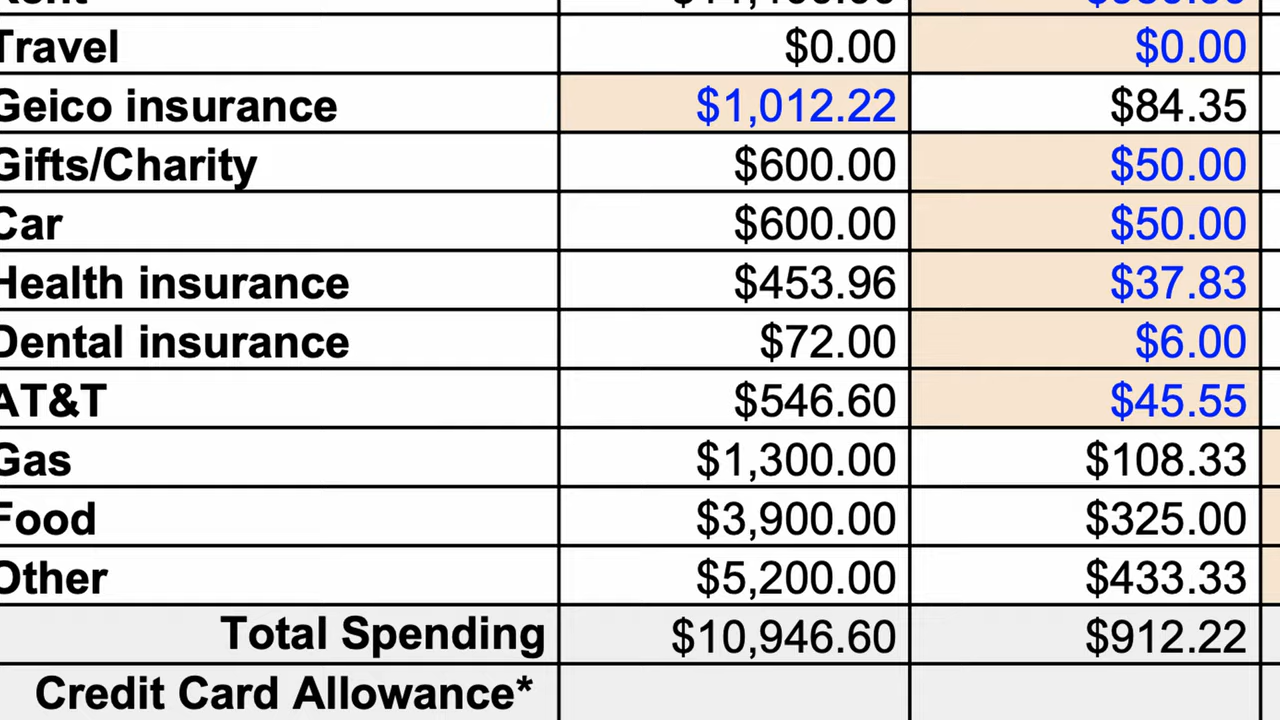 Travel $0.00 $0.00
Geico insurance $1,012.22 $84.35
Gifts/Charity $600.00 $50.00
Car $600.00 $50.00
Health insurance $453.96 $37.83
Dental insurance $72.00 $6.00
AT&T $546.60 $45.55
Gas $1,300.00 $108.33
Food $3,900.00 $325.00
Other $5,200.00 $433.33
Total Spending $10,946.60 $912.22
Credit Card Allowance*